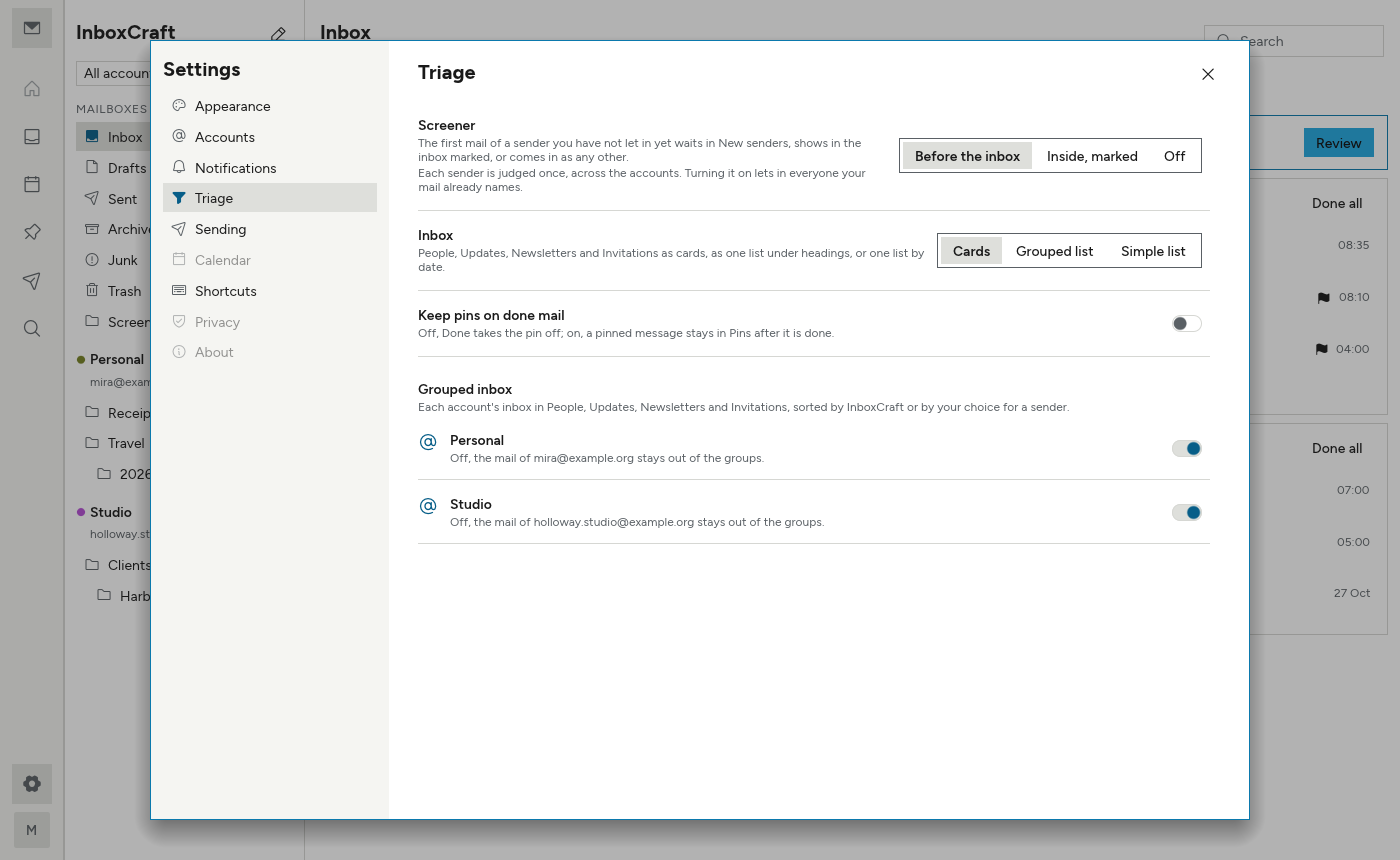 InboxCraft
Inbox
Search
All accoun
MAILBOXES
Inbox
Drafts
Sent
Archive
Junk
Trash
Screen
Personal
mira@exam
Receip
Travel
2026
Studio
holloway.st
Clients
Harb
M
Settings
Appearance
Accounts
Notifications
Triage
Sending
Calendar
Shortcuts
Privacy
About
Triage
Screener
The first mail of a sender you have not let in yet waits in New senders, shows in the
inbox marked, or comes in as any other.
Each sender is judged once, across the accounts. Turning it on lets in everyone your
mail already names.
Before the inbox Inside, marked Off
Inbox
People, Updates, Newsletters and Invitations as cards, as one list under headings, or one list by
date.
Cards Grouped list Simple list
Keep pins on done mail
Off, Done takes the pin off; on, a pinned message stays in Pins after it is done.
Grouped inbox
Each account's inbox in People, Updates, Newsletters and Invitations, sorted by InboxCraft or by your choice for a sender.
Personal
Off, the mail of mira@example.org stays out of the groups.
Studio
Off, the mail of holloway.studio@example.org stays out of the groups.
Review
Done all
08:35
08:10
04:00
Done all
07:00
05:00
27 Oct